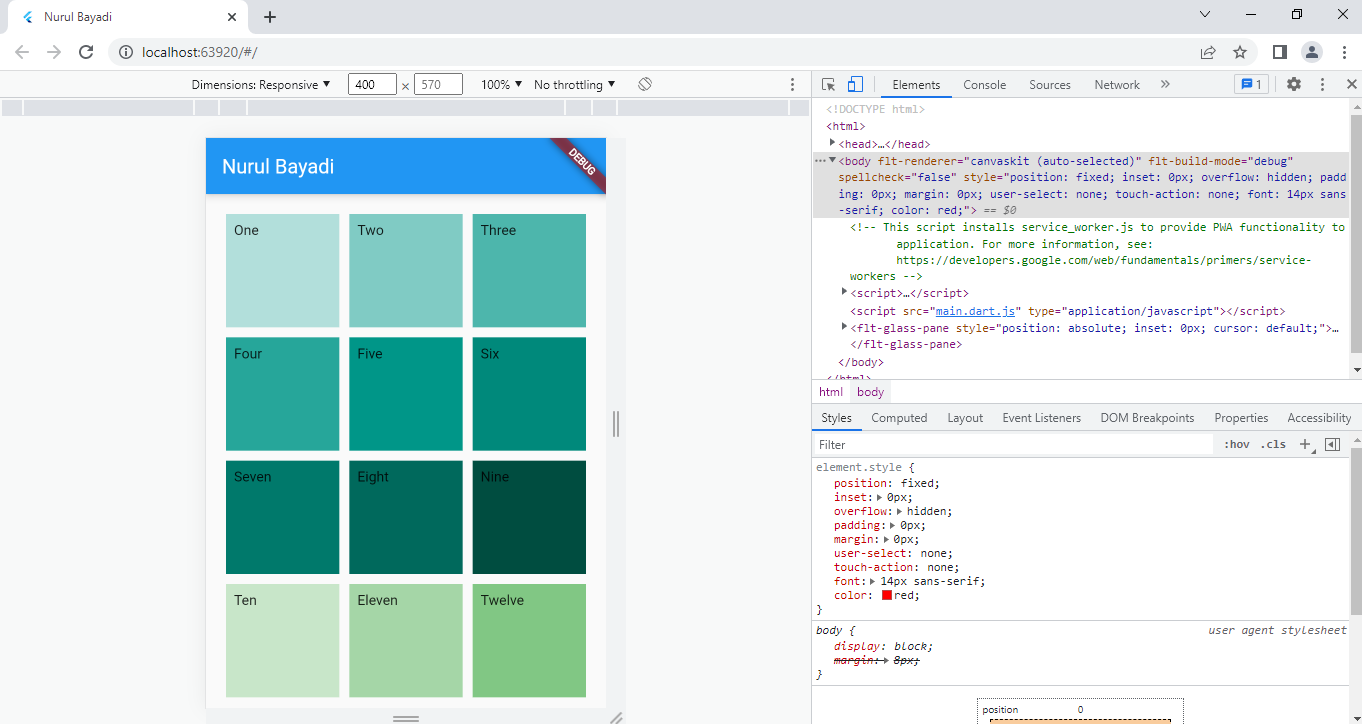 Nurul Bayadi
localhost:63920/#/
Dimensions: Responsive 400 × 570 100% No throttling
Nurul Bayadi
DEBUG
One Two Three
Four Five Six
Seven Eight Nine
Ten Eleven Twelve
Elements Console Sources Network » 1
<!DOCTYPE html>
<html>
<head>…</head>
<body flt-renderer="canvaskit (auto-selected)" flt-build-mode="debug"
spellcheck="false" style="position: fixed; inset: 0px; overflow: hidden; padd
ing: 0px; margin: 0px; user-select: none; touch-action: none; font: 14px sans
-serif; color: red;"> == $0
<!-- This script installs service_worker.js to provide PWA functionality to
application. For more information, see:
https://developers.google.com/web/fundamentals/primers/service-
workers -->
<script>…</script>
<script src="main.dart.js" type="application/javascript"></script>
<flt-glass-pane style="position: absolute; inset: 0px; cursor: default;">…
</flt-glass-pane>
</body>
</html>
html body
Styles Computed Layout Event Listeners DOM Breakpoints Properties Accessibility
Filter :hov .cls +
element.style {
position: fixed;
inset: 0px;
overflow: hidden;
padding: 0px;
margin: 0px;
user-select: none;
touch-action: none;
font: 14px sans-serif;
color: red;
}
body { user agent stylesheet
display: block;
margin: 8px;
}
position 0